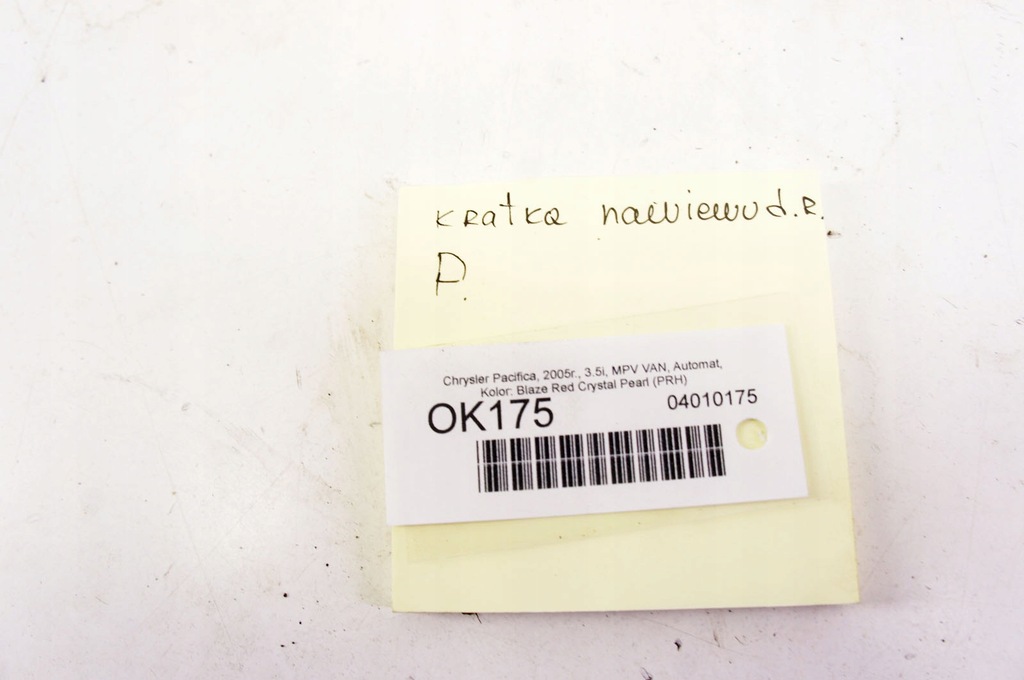 kratka nawiewu d.R.
P.
Chrysler Pacifica, 2005r., 3.5i, MPV VAN, Automat,
Kolor: Blaze Red Crystal Pearl (PRH)
OK175 04010175